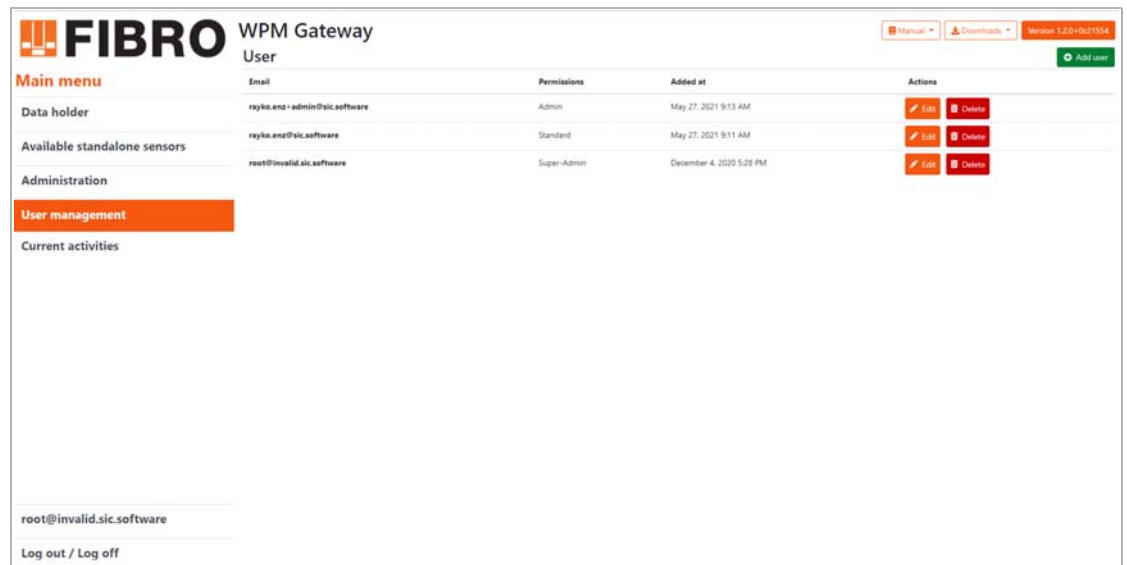 FIBRO
WPM Gateway
Manual
Downloads
Version 1.2.0+0c21554
User
Add user
Main menu
Data holder
Available standalone sensors
Administration
User management
Current activities
Email Permissions Added at Actions
rayko.enz+admin@sic.software Admin May 27, 2021 9:13 AM Edit Delete
rayko.enz@sic.software Standard May 27, 2021 9:11 AM Edit Delete
root@invalid.sic.software Super-Admin December 4, 2020 5:28 PM Edit Delete
root@invalid.sic.software
Log out / Log off